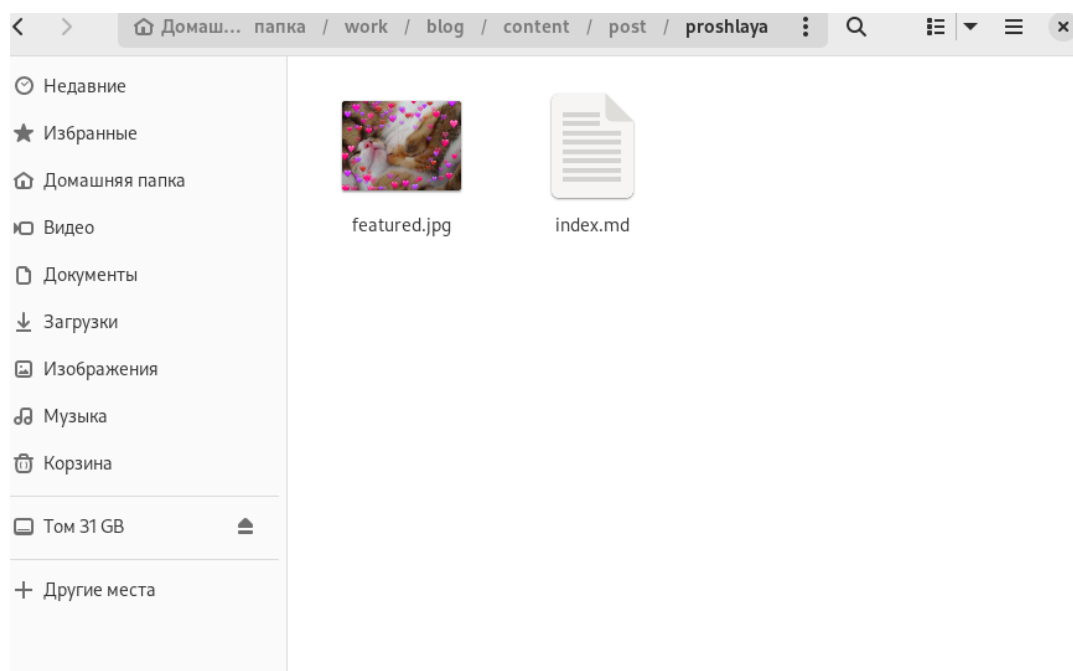 Домаш... папка / work / blog / content / post / proshlaya
Недавние
Избранные
Домашняя папка
Видео
Документы
Загрузки
Изображения
Музыка
Корзина
Том 31 GB
Другие места
featured.jpg
index.md